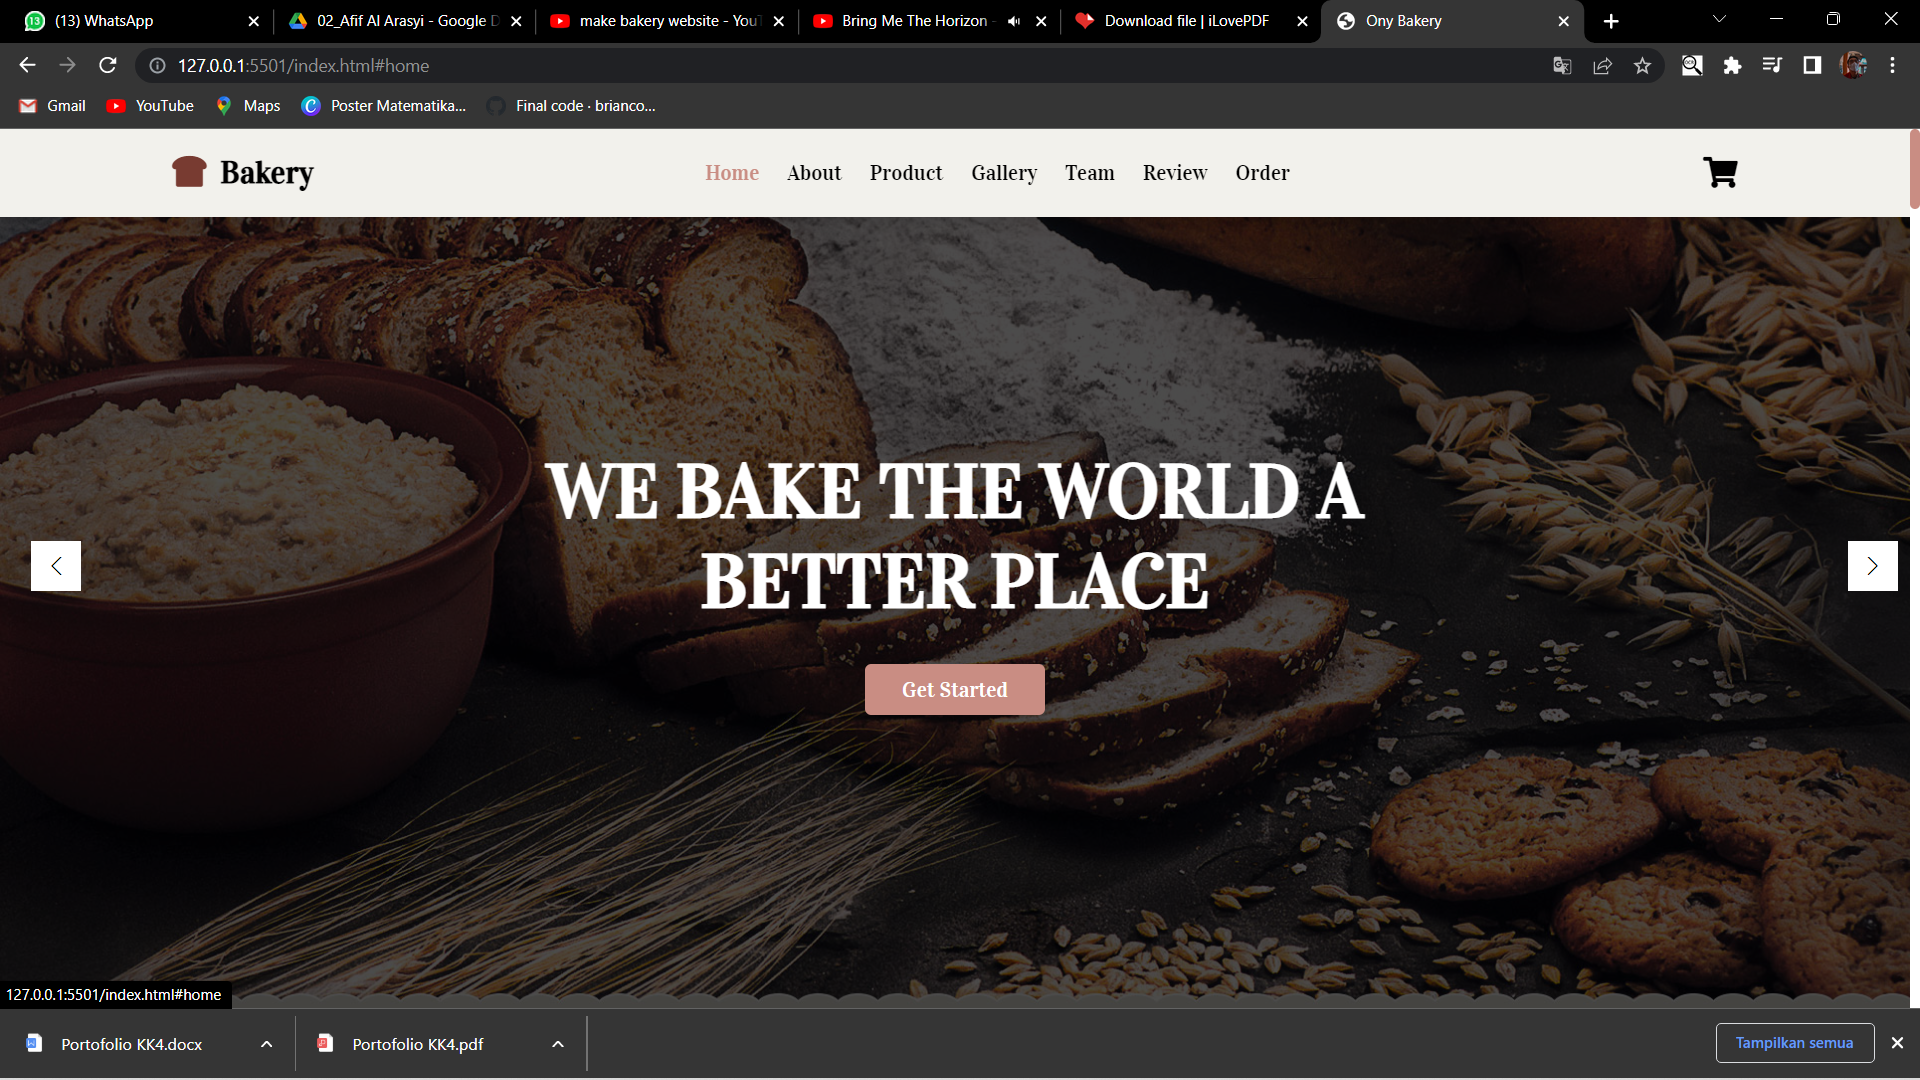 (13) WhatsApp
02_Afif Al Arasyi - Google D
make bakery website - YouT
Bring Me The Horizon -
Download file | iLovePDF
Ony Bakery
127.0.0.1:5501/index.html#home
Gmail
YouTube
Maps
Poster Matematika...
Final code · brianco...
Bakery
Home
About
Product
Gallery
Team
Review
Order
WE BAKE THE WORLD A
BETTER PLACE
Get Started
127.0.0.1:5501/index.html#home
Portofolio KK4.docx
Portofolio KK4.pdf
Tampilkan semua